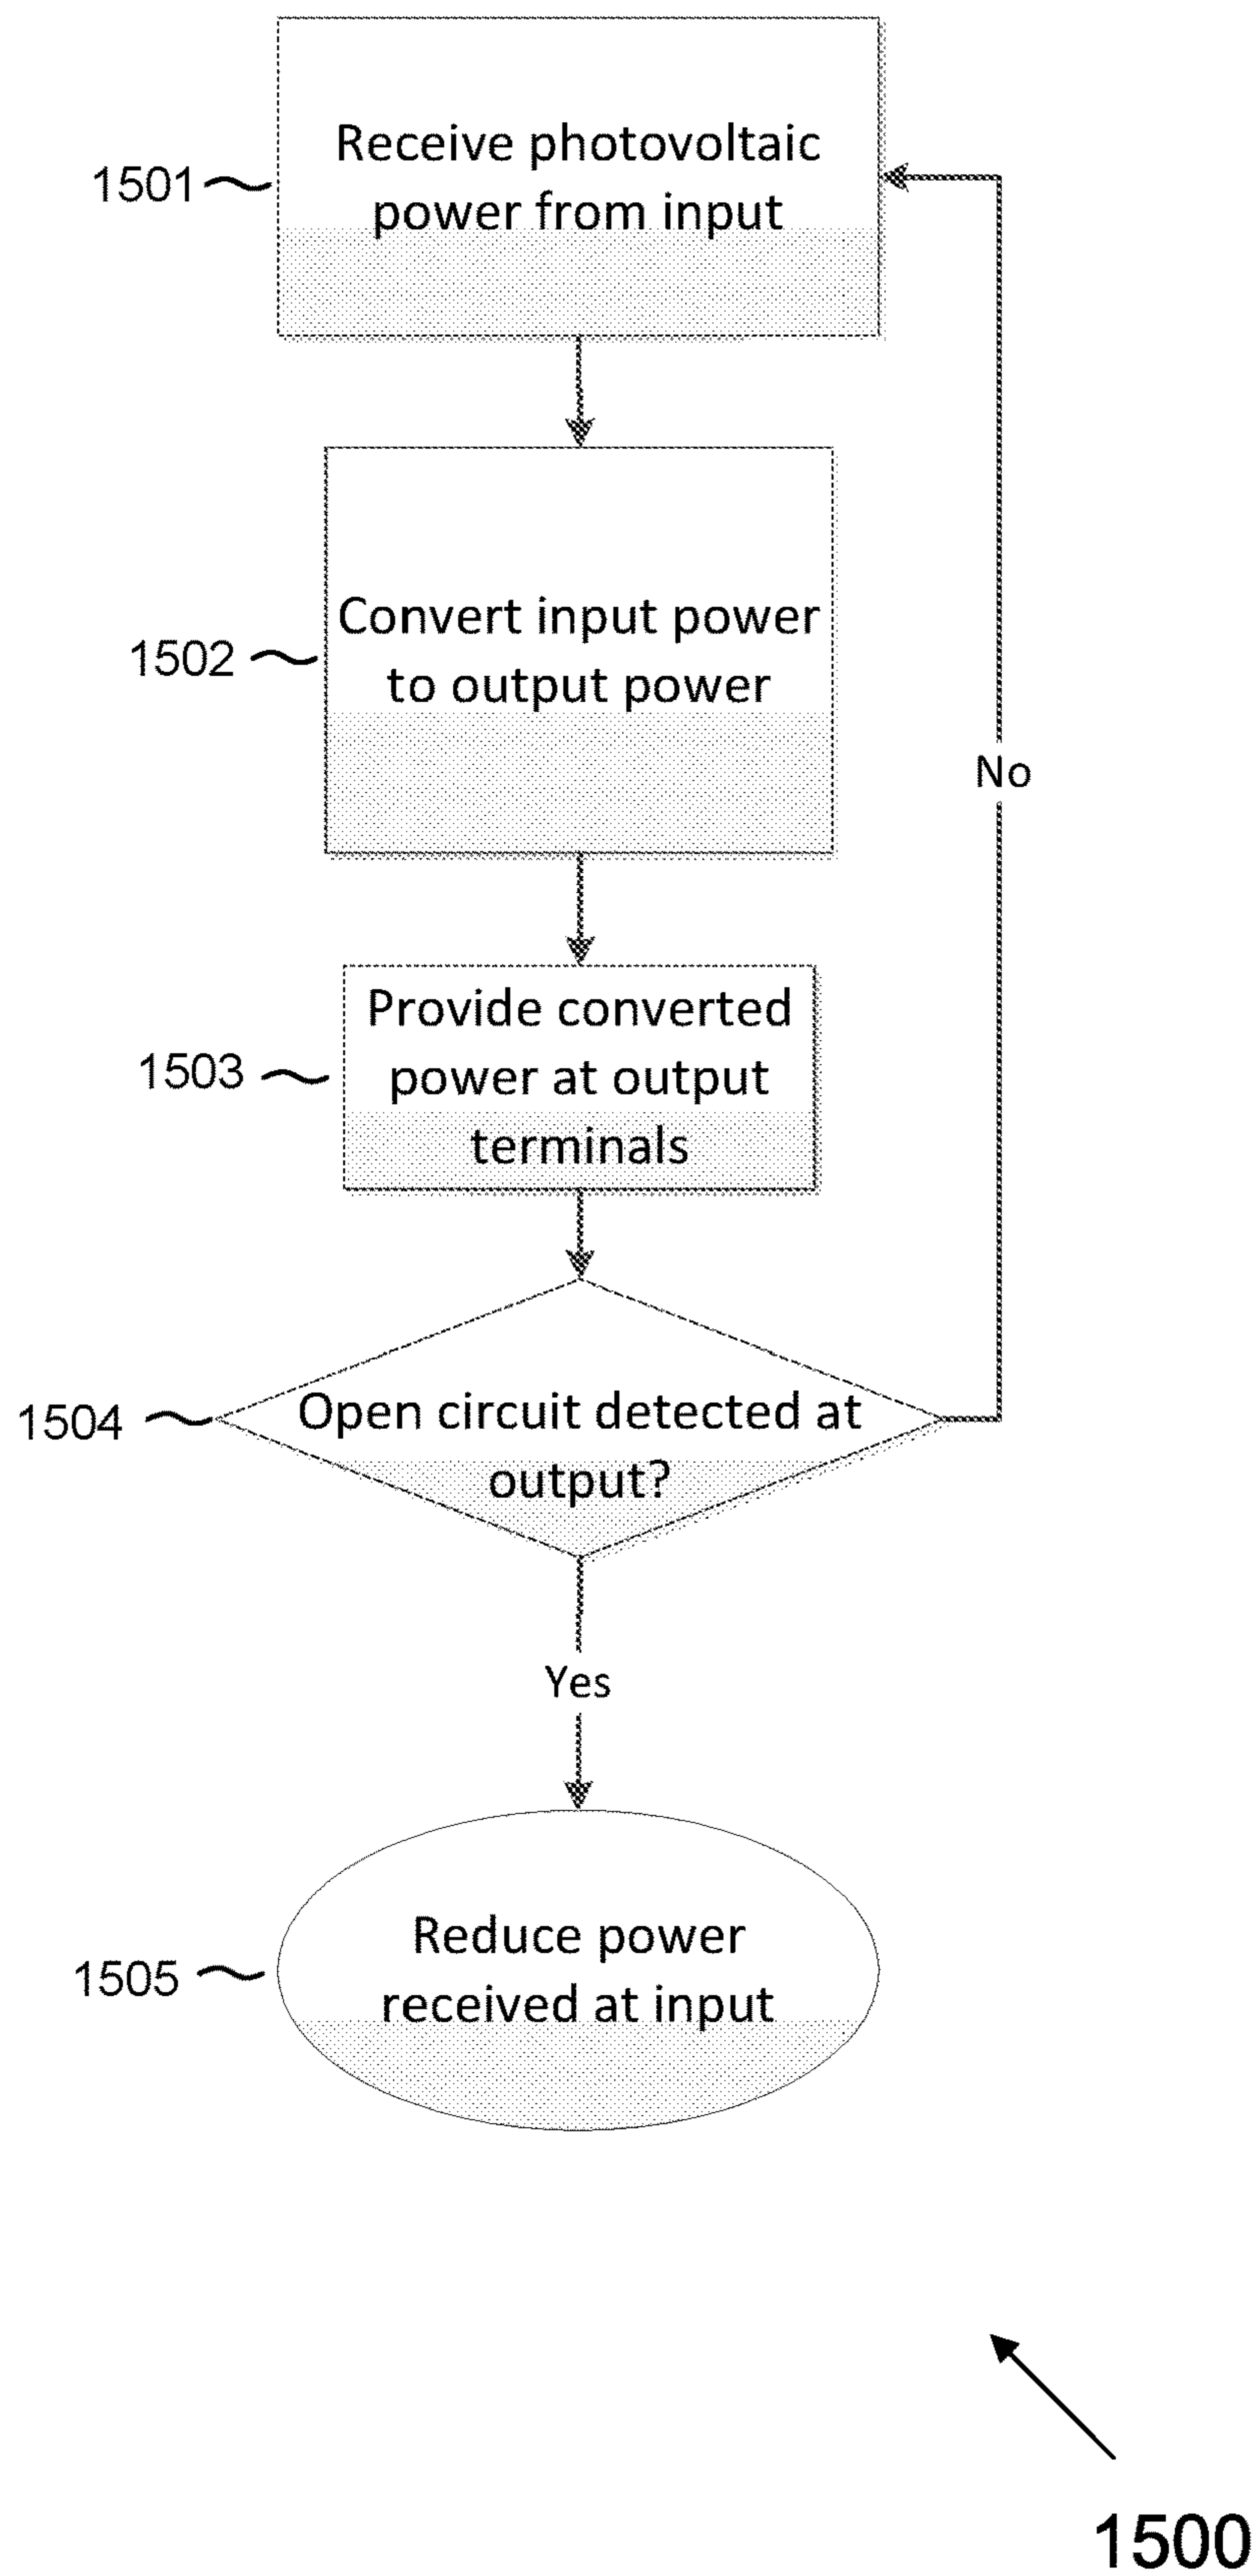 Receive photovoltaic
power from input
1501
Convert input power
to output power
1502
No
Provide converted
power at output
terminals
1503
Open circuit detected at
output?
1504
Yes
Reduce power
received at input
1505
1500